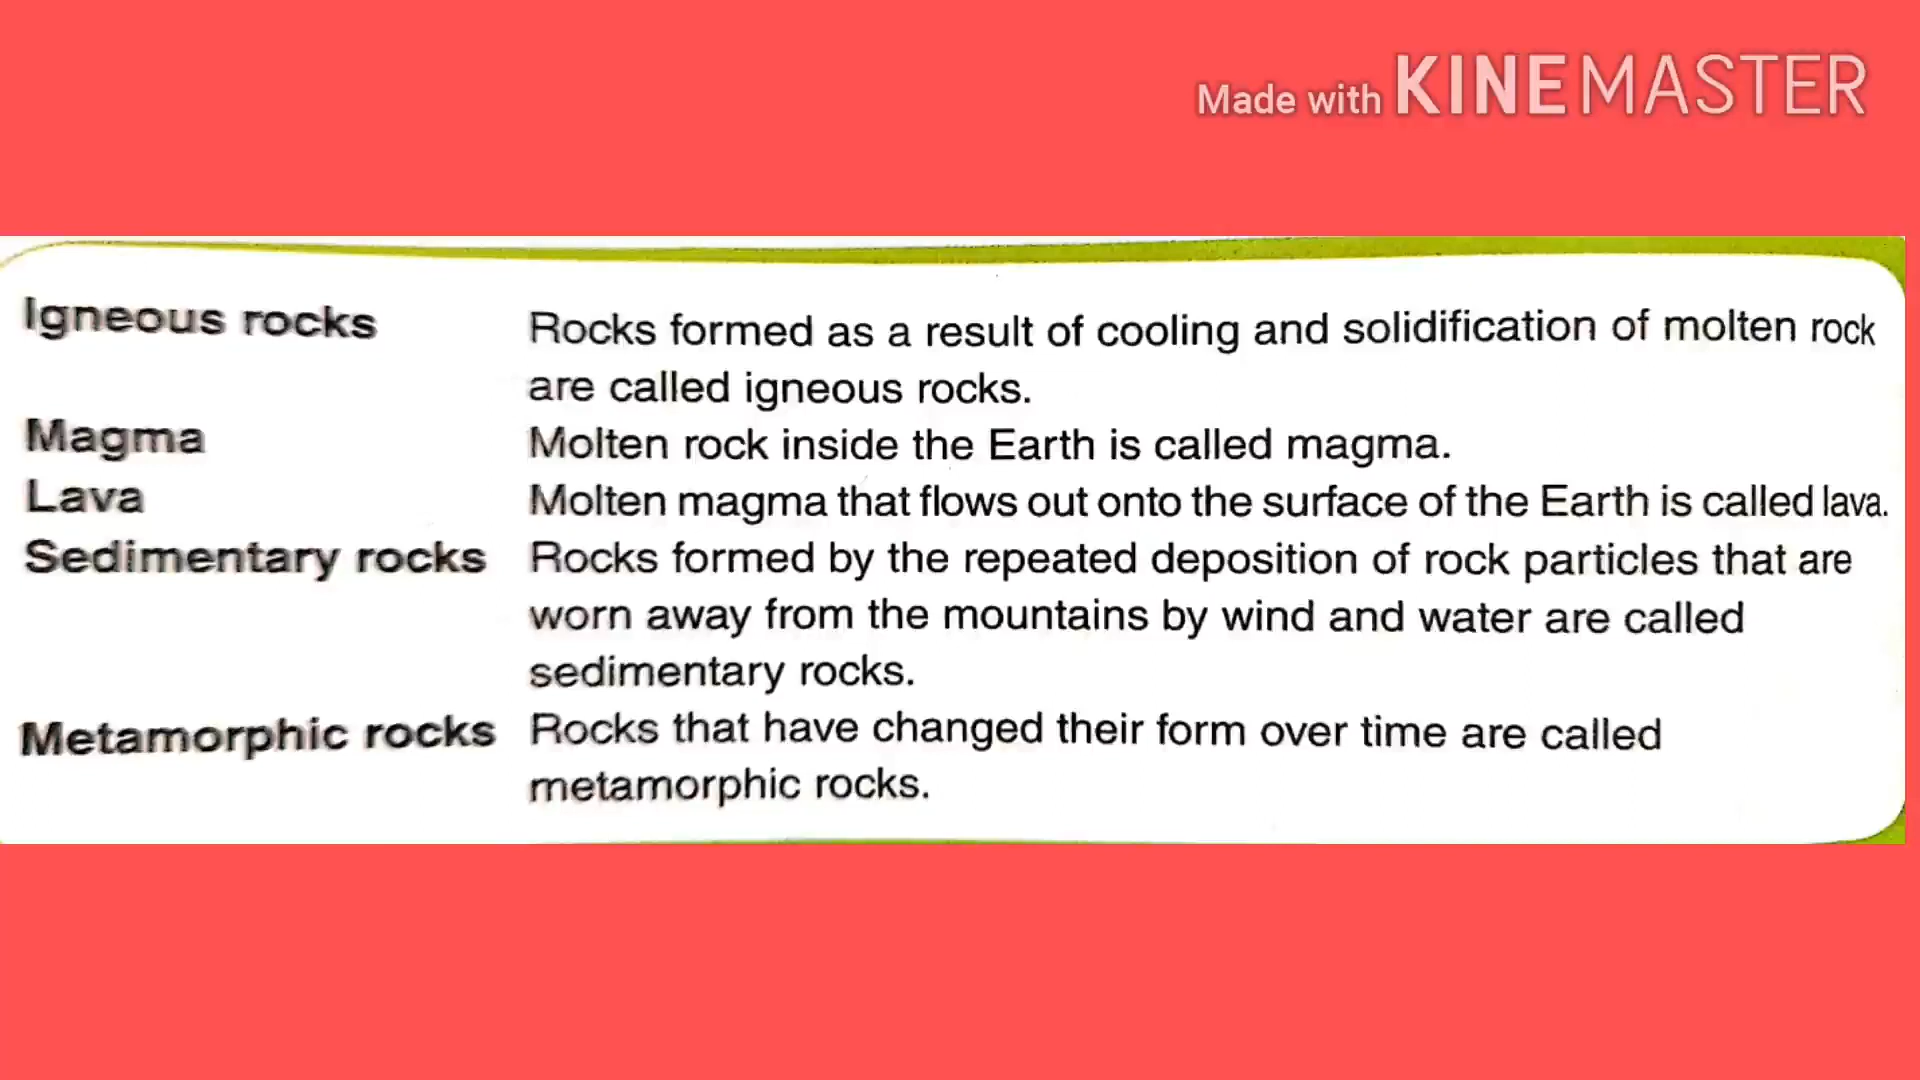 Made with KINEMASTER
Igneous rocks Rocks formed as a result of cooling and solidification of molten rock
are called igneous rocks.
Magma Molten rock inside the Earth is called magma.
Lava Molten magma that flows out onto the surface of the Earth is called lava.
Sedimentary rocks Rocks formed by the repeated deposition of rock particles that are
worn away from the mountains by wind and water are called
sedimentary rocks.
Metamorphic rocks Rocks that have changed their form over time are called
metamorphic rocks.